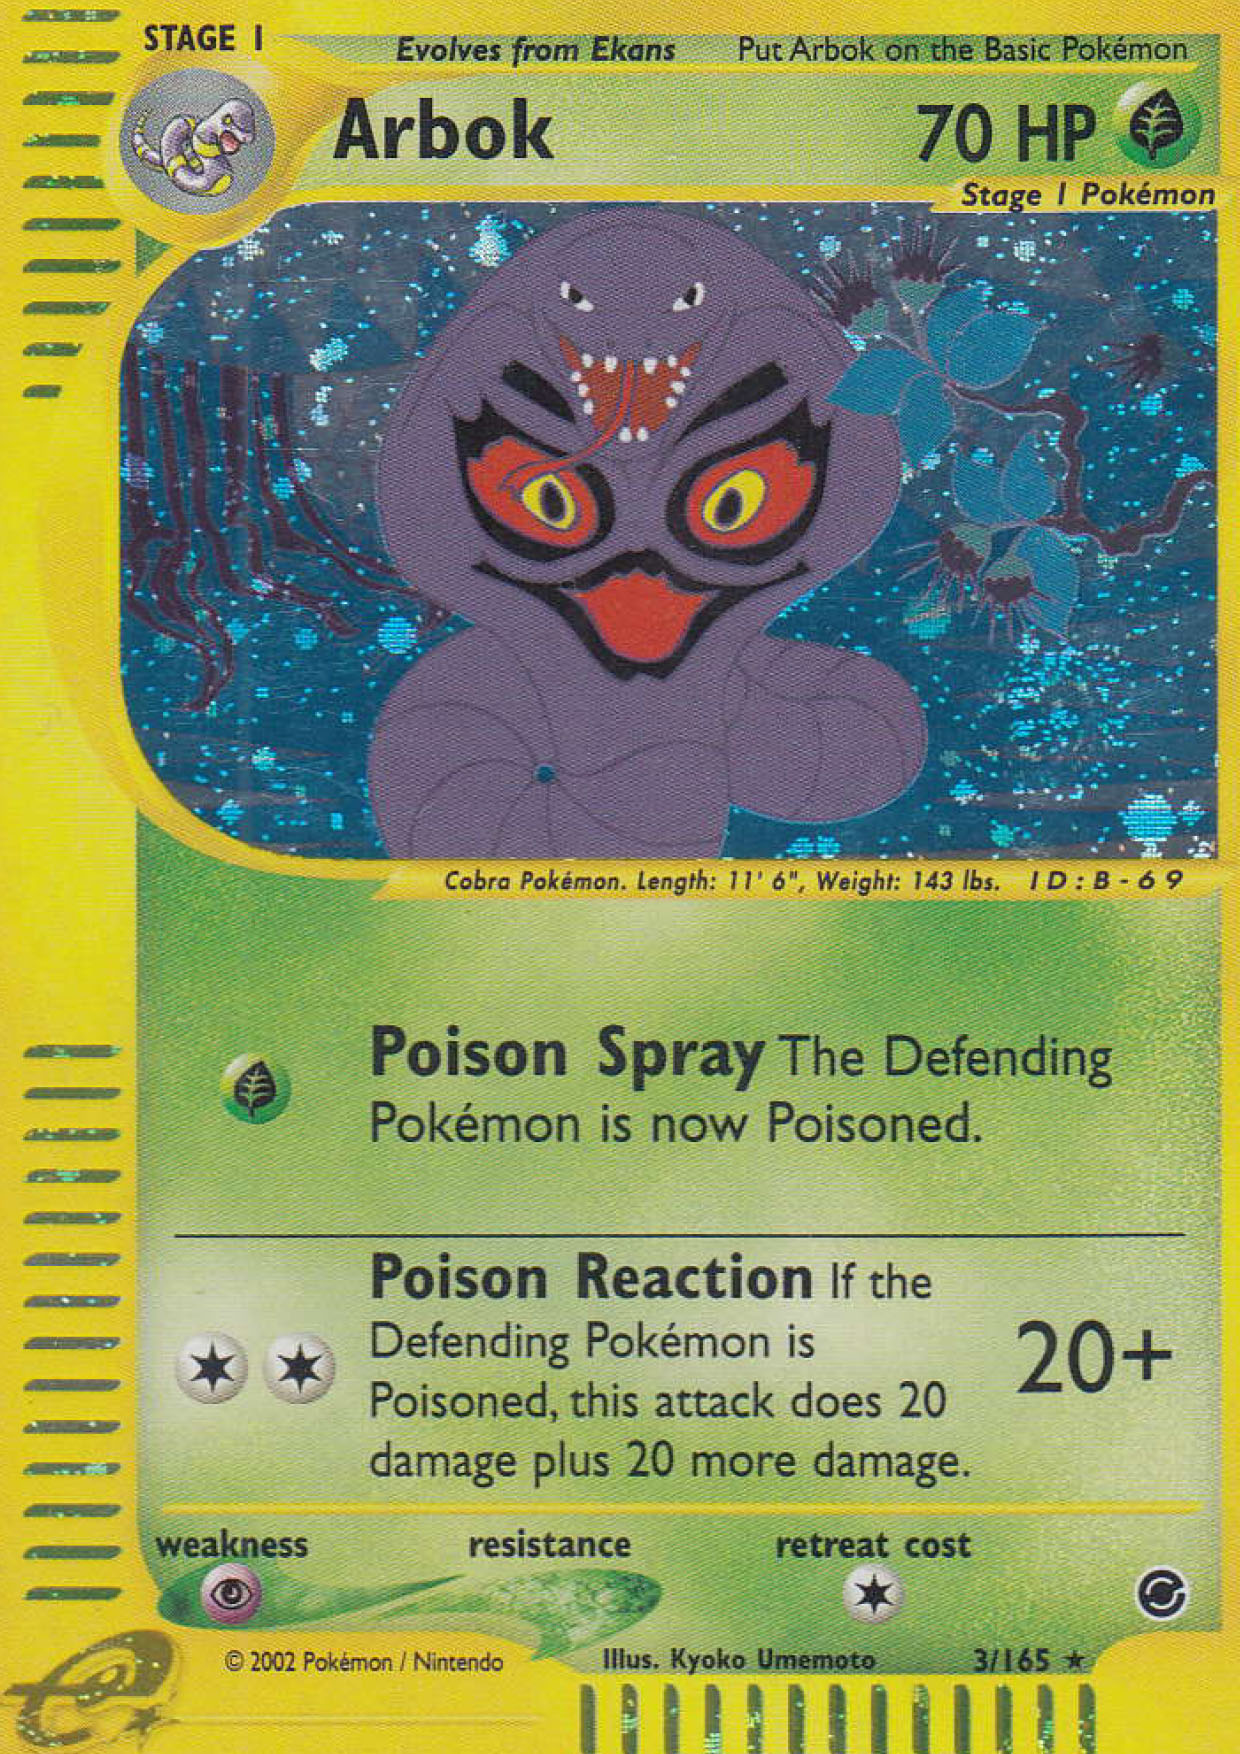 STAGE 1
Evolves from Ekans Put Arbok on the Basic Pokémon
Arbok 70 HP
Stage 1 Pokémon
Cobra Pokémon. Length: 11' 6", Weight: 143 lbs. ID:B-69
Poison Spray The Defending
Pokémon is now Poisoned.
Poison Reaction If the
Defending Pokémon is
Poisoned, this attack does 20
damage plus 20 more damage.
20+
weakness resistance retreat cost
© 2002 Pokémon / Nintendo Illus. Kyoko Umemoto 3/165 ★
e